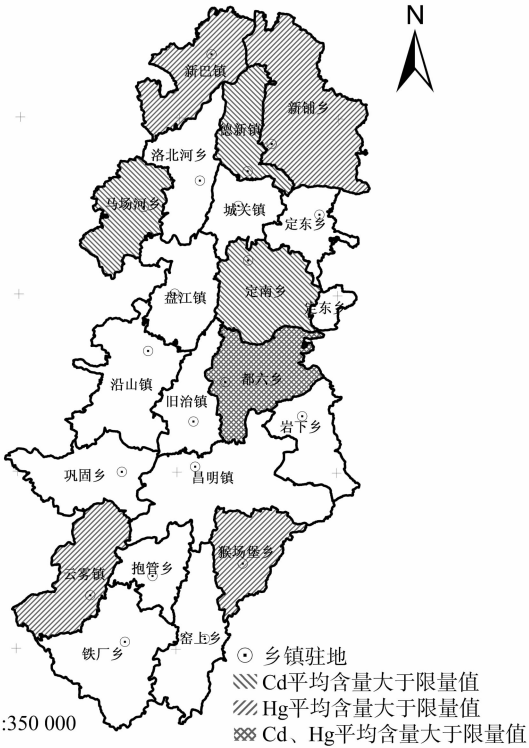 N
新巴镇
新铺乡
德新镇
洛北河乡
马场河乡
城关镇
定东乡
盘江镇
定南乡
定东乡
沿山镇
都六乡
旧治镇
岩下乡
巩固乡
昌明镇
猴场堡乡
云雾镇
抱管乡
铁厂乡
窑上乡
乡镇驻地
Cd平均含量大于限量值
Hg平均含量大于限量值
:350 000
Cd、Hg平均含量大于限量值